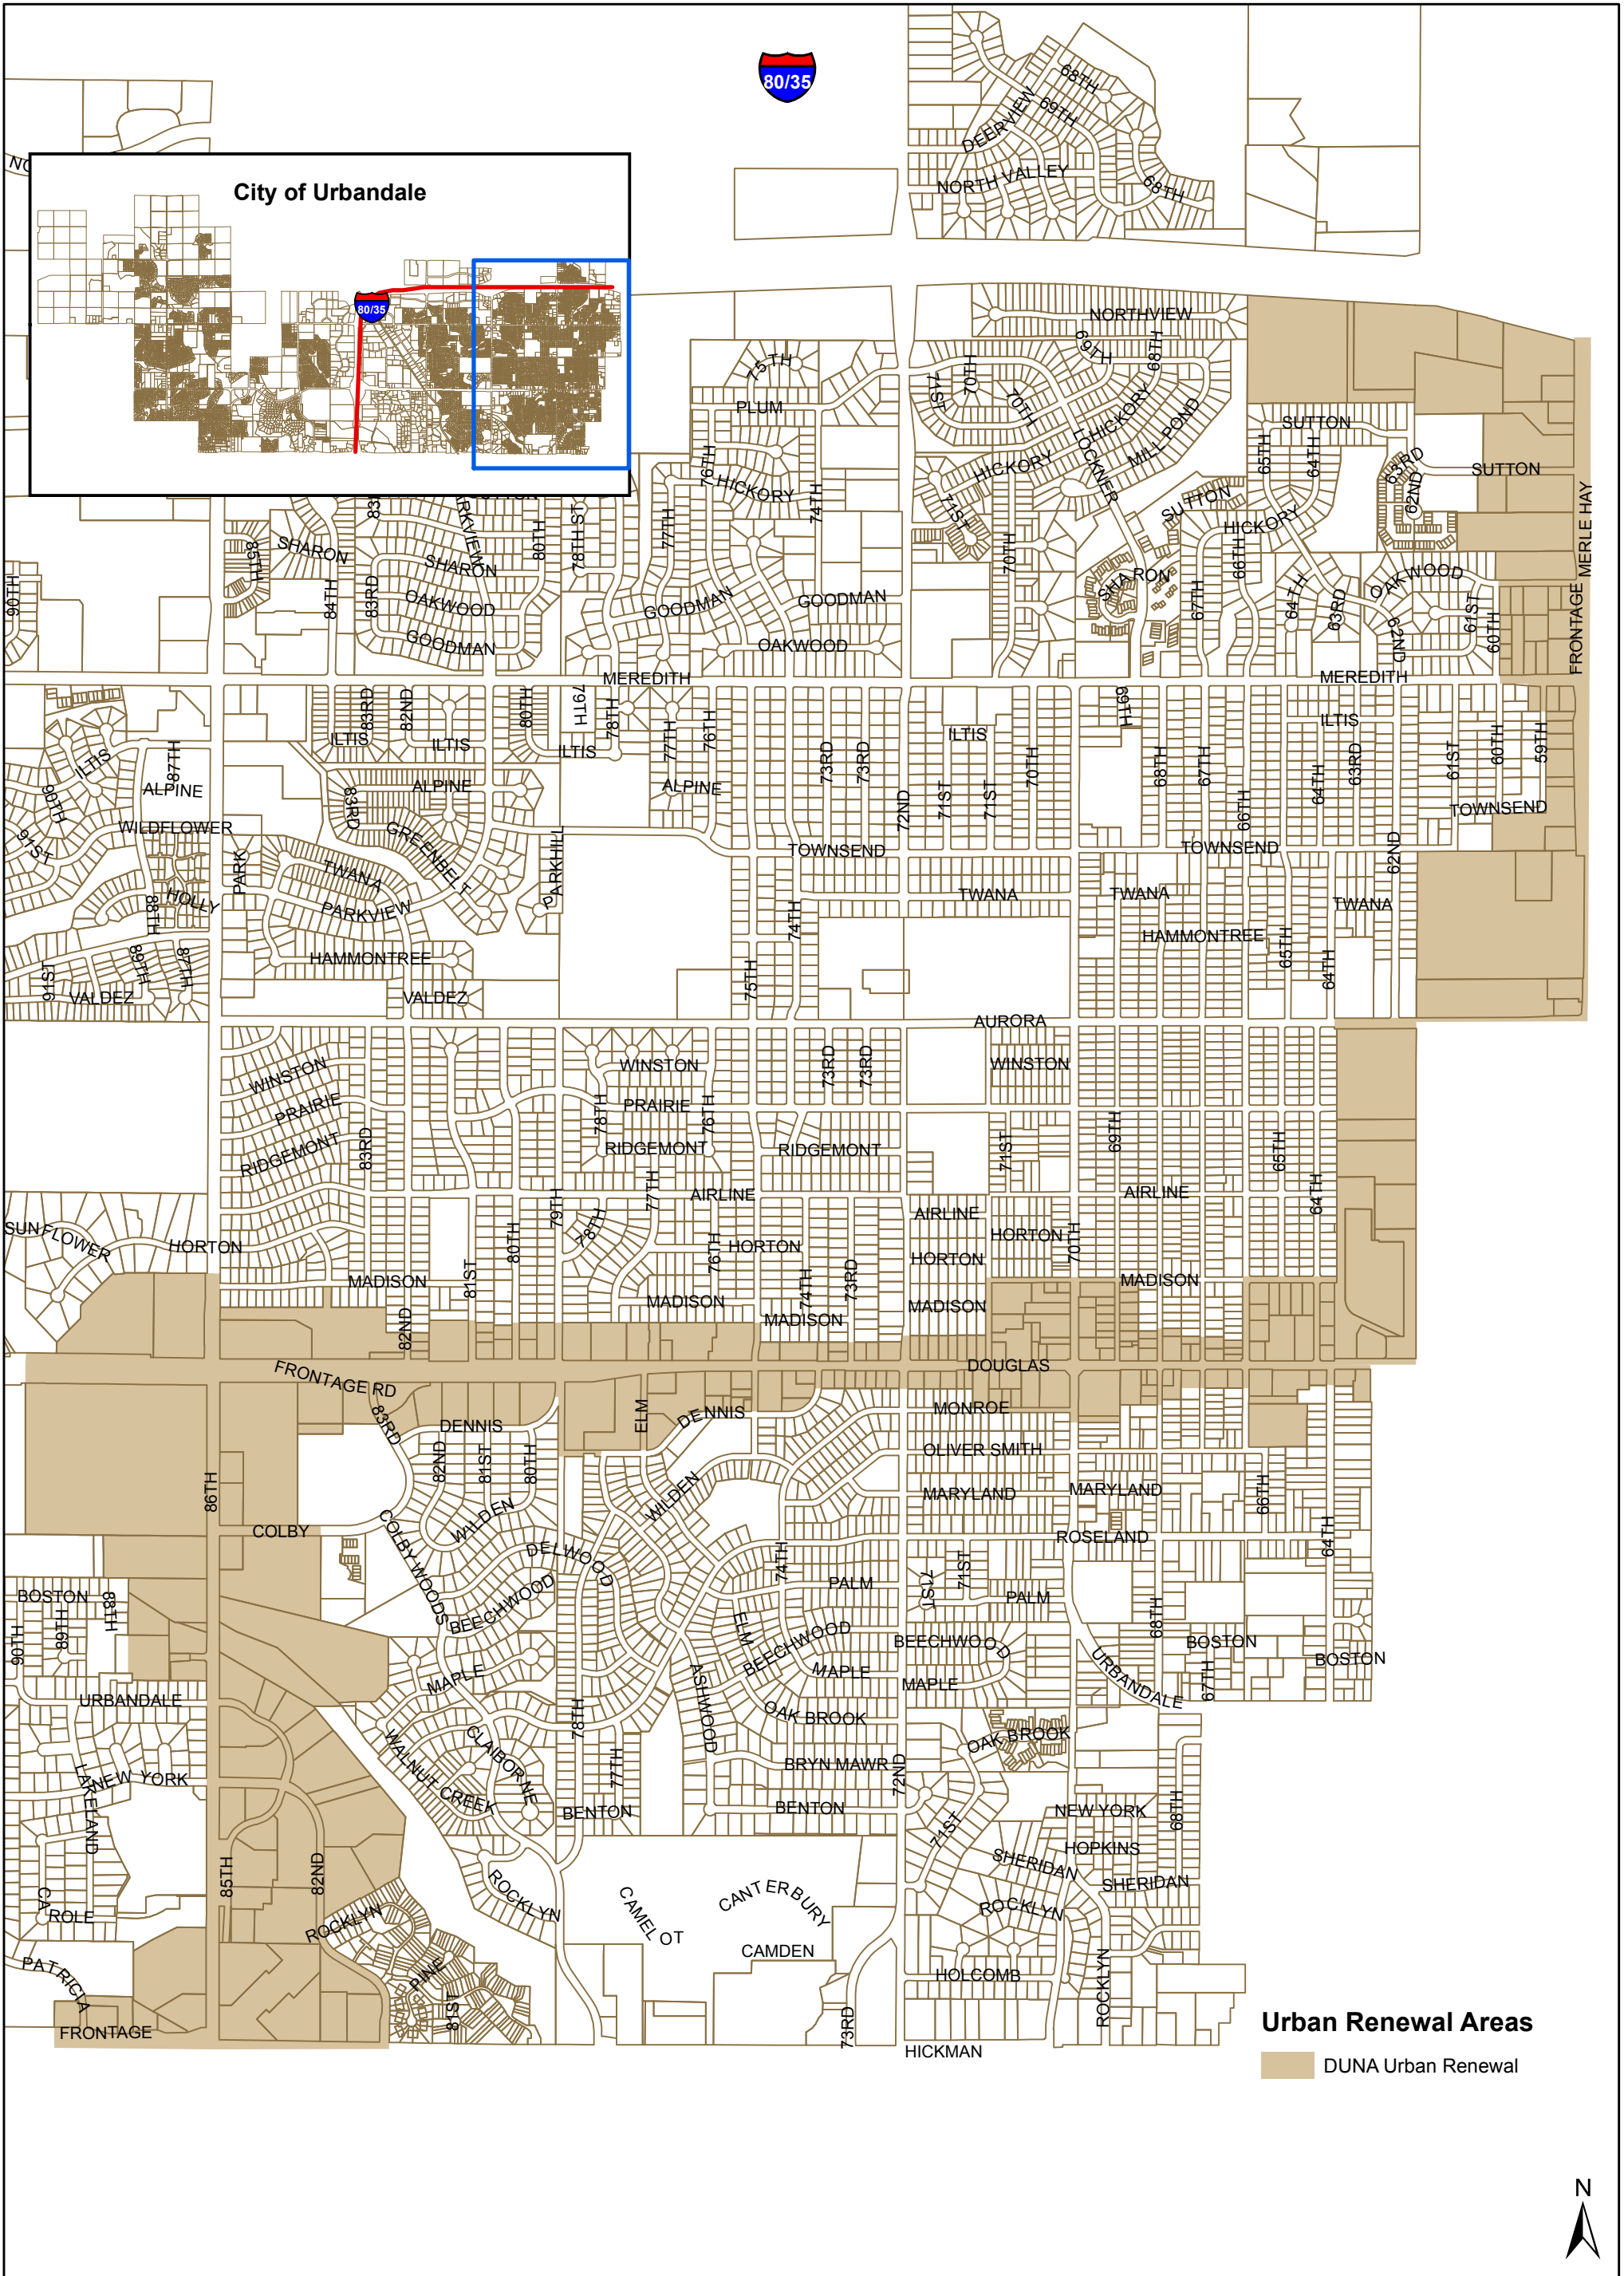 80/35
68TH
69TH
DEERVIEW
NORTH VALLEY
68TH
NO
City of Urbandale
80/35
NORTHVIEW
75TH
69TH
68TH
71ST
70TH
70TH
PLUM
HICKORY
MILL POND
LOCKNER
SUTTON
65TH
64TH
63RD
SUTTON
76TH
HICKORY
62ND
HICKORY
74TH
SUTTON
MERLE HAY
83RD
80TH
78TH ST
77TH
71ST
HICKORY
85TH
SHARON
SHARON
70TH
66TH
SHARON
OAKWOOD
90TH
84TH
83RD
OAKWOOD
GOODMAN
GOODMAN
67TH
64TH
63RD
61ST
60TH
FRONTAGE
GOODMAN
OAKWOOD
62ND
MEREDITH
MEREDITH
83RD
82ND
80TH
79TH
78TH
69TH
ILTIS
ILTIS
ILTIS
77TH
76TH
ILTIS
ILTIS
ILTIS
87TH
73RD
73RD
70TH
68TH
67TH
63RD
61ST
60TH
59TH
ALPINE
ALPINE
ALPINE
90TH
83RD
72ND
71ST
71ST
66TH
64TH
TOWNSEND
WILDFLOWER
GREENBELT
91ST
PARKHILL
TOWNSEND
TOWNSEND
62ND
PARK
TWANA
TWANA
TWANA
TWANA
HOLLY
88TH
PARKVIEW
74TH
HAMMONTREE
HAMMONTREE
65TH
64TH
91ST
89TH
87TH
75TH
VALDEZ
VALDEZ
AURORA
WINSTON
WINSTON
73RD
73RD
WINSTON
PRAIRIE
PRAIRIE
78TH
76TH
RIDGEMONT
83RD
RIDGEMONT
RIDGEMONT
71ST
69TH
65TH
77TH
AIRLINE
AIRLINE
64TH
79TH
AIRLINE
SUNFLOWER
HORTON
80TH
78TH
76TH
HORTON
HORTON
HORTON
70TH
MADISON
81ST
74TH
73RD
MADISON
MADISON
MADISON
MADISON
82ND
DOUGLAS
FRONTAGE RD
83RD
DENNIS
ELM
DENNIS
MONROE
82ND
81ST
80TH
OLIVER SMITH
86TH
WILDEN
MARYLAND
MARYLAND
66TH
WILDEN
COLBY
COLBY WOODS
ROSELAND
64TH
DELWOOD
74TH
71ST
71ST
BOSTON
88TH
PALM
PALM
BEECHWOOD
89TH
90TH
ELM
68TH
BEECHWOOD
BEECHWOOD
BOSTON
BOSTON
MAPLE
MAPLE
MAPLE
URBANDALE
67TH
URBANDALE
ASHWOOD
OAK BROOK
78TH
WALNUT CREEK
CLAIBORNE
OAK BROOK
BRYN MAWR
72ND
77TH
NEW YORK
LAKELAND
BENTON
BENTON
NEW YORK
68TH
71ST
HOPKINS
SHERIDAN
SHERIDAN
85TH
82ND
ROCKLYN
CAMELOT
CANTERBURY
CAROLE
ROCKLYN
ROCKLYN
CAMDEN
PATRICIA
PINE
HOLCOMB
ROCKLYN
81ST
73RD
FRONTAGE
HICKMAN
Urban Renewal Areas
DUNA Urban Renewal
N